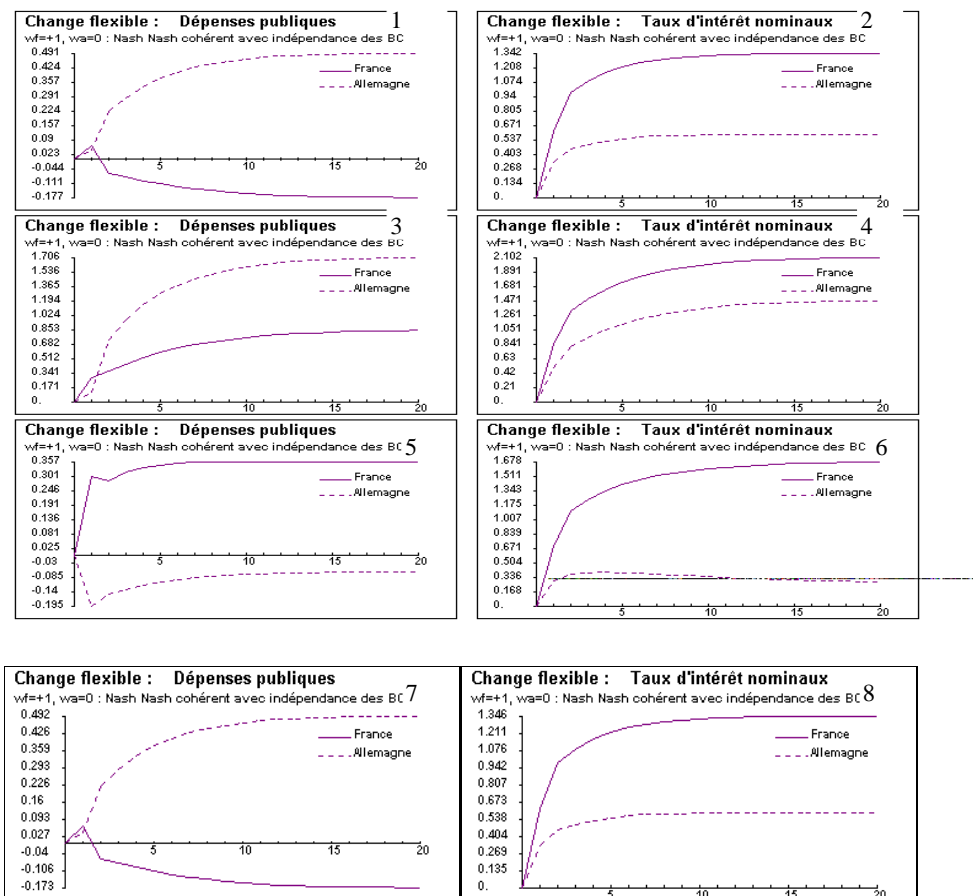 Change flexible : Dépenses publiques 1
wf=+1, wa=0 : Nash Nash cohérent avec indépendance des BC
0.491
0.424
0.357
0.291
0.224
0.157
0.09
0.023
-0.044
-0.111
-0.177
France
Allemagne
5 10 15 20
Change flexible : Taux d'intérêt nominaux 2
wf=+1, wa=0 : Nash Nash cohérent avec indépendance des BC
1.342
1.208
1.074
0.94
0.805
0.671
0.537
0.403
0.268
0.134
0.
France
Allemagne
5 10 15 20
Change flexible : Dépenses publiques 3
wf=+1, wa=0 : Nash Nash cohérent avec indépendance des BC
1.706
1.536
1.365
1.194
1.024
0.853
0.682
0.512
0.341
0.171
0.
France
Allemagne
5 10 15 20
Change flexible : Taux d'intérêt nominaux 4
wf=+1, wa=0 : Nash Nash cohérent avec indépendance des BC
2.102
1.891
1.681
1.471
1.261
1.051
0.841
0.63
0.42
0.21
0.
France
Allemagne
5 10 15 20
Change flexible : Dépenses publiques
wf=+1, wa=0 : Nash Nash cohérent avec indépendance des BC 5
0.357
0.301
0.246
0.191
0.136
0.081
0.025
-0.03
-0.085
-0.14
-0.195
France
Allemagne
5 10 15 20
Change flexible : Taux d'intérêt nominaux
wf=+1, wa=0 : Nash Nash cohérent avec indépendance des BC 6
1.678
1.511
1.343
1.175
1.007
0.839
0.671
0.504
0.336
0.168
0.
France
Allemagne
5 10 15 20
Change flexible : Dépenses publiques
wf=+1, wa=0 : Nash Nash cohérent avec indépendance des BC 7
0.492
0.426
0.359
0.293
0.226
0.16
0.093
0.027
-0.04
-0.106
-0.173
France
Allemagne
5 10 15 20
Change flexible : Taux d'intérêt nominaux
wf=+1, wa=0 : Nash Nash cohérent avec indépendance des BC 8
1.346
1.211
1.076
0.942
0.807
0.673
0.538
0.404
0.269
0.135
0.
France
Allemagne
5 10 15 20